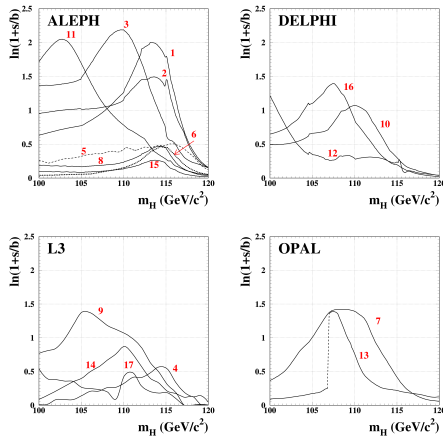 ALEPH
ln(1+s/b)
2.5
2
1.5
1
0.5
0
11
3
1
2
5
8
6
15
100 105 110 115 120
m_H (GeV/c²)
DELPHI
ln(1+s/b)
2.5
2
1.5
1
0.5
0
16
10
12
100 105 110 115 120
m_H (GeV/c²)
L3
ln(1+s/b)
2.5
2
1.5
1
0.5
0
9
14
17
4
100 105 110 115 120
m_H (GeV/c²)
OPAL
ln(1+s/b)
2.5
2
1.5
1
0.5
0
7
13
100 105 110 115 120
m_H (GeV/c²)